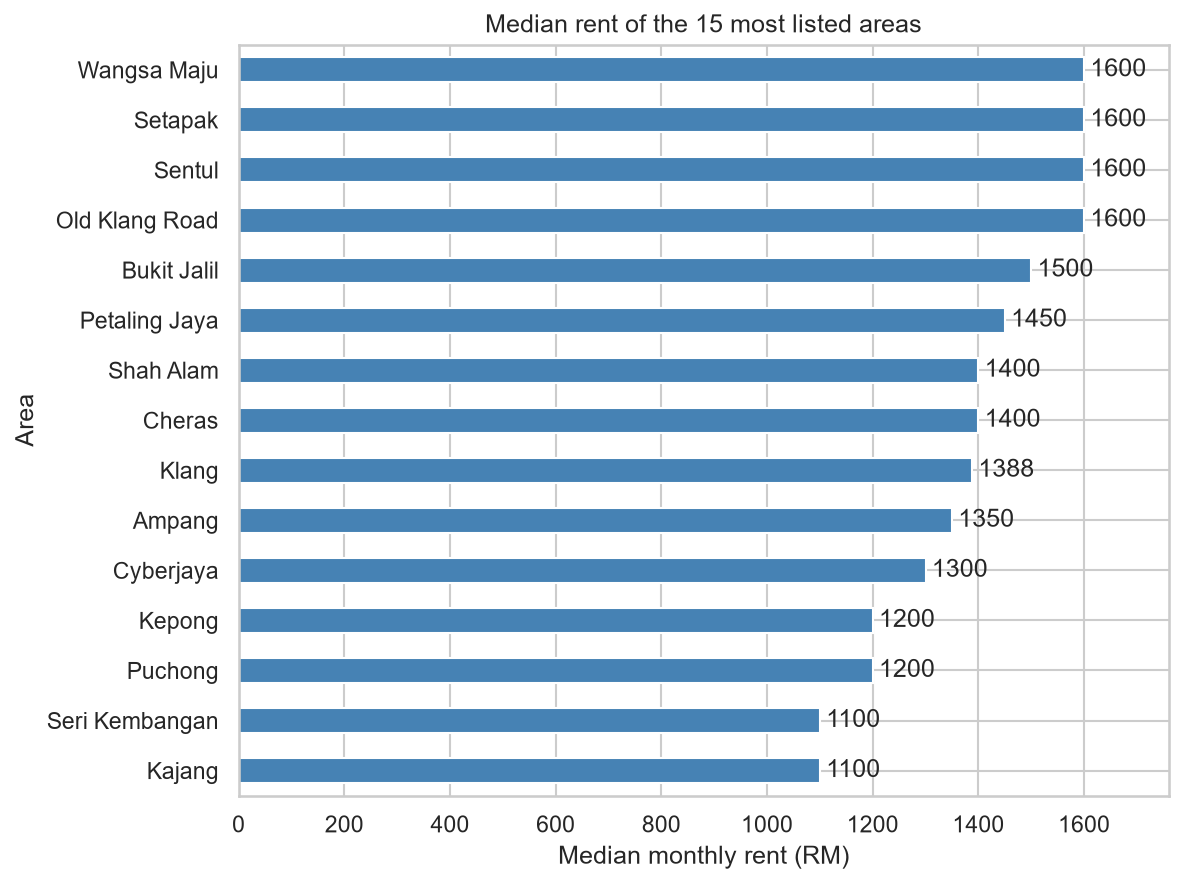 Median rent of the 15 most listed areas
Wangsa Maju 1600
Setapak 1600
Sentul 1600
Old Klang Road 1600
Bukit Jalil 1500
Petaling Jaya 1450
Shah Alam 1400
Cheras 1400
Klang 1388
Ampang 1350
Cyberjaya 1300
Kepong 1200
Puchong 1200
Seri Kembangan 1100
Kajang 1100
Area
0 200 400 600 800 1000 1200 1400 1600
Median monthly rent (RM)